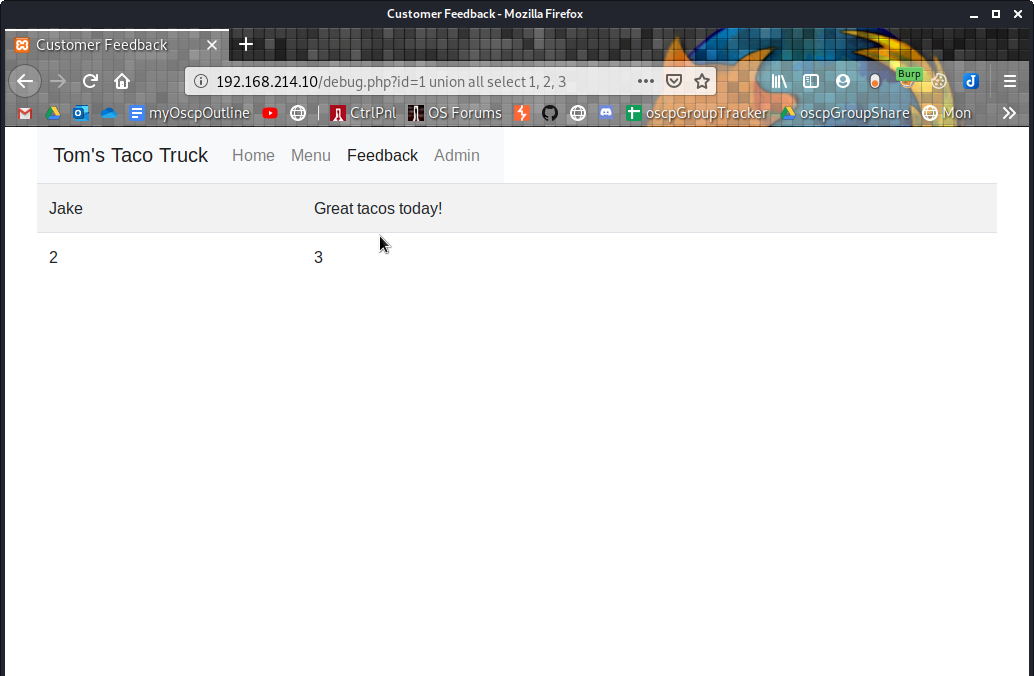 Customer Feedback - Mozilla Firefox
Customer Feedback
192.168.214.10/debug.php?id=1 union all select 1, 2, 3
Burp
myOscpOutline CtrlPnl OS Forums oscpGroupTracker oscpGroupShare Mon
Tom's Taco Truck Home Menu Feedback Admin
Jake Great tacos today!
2 3